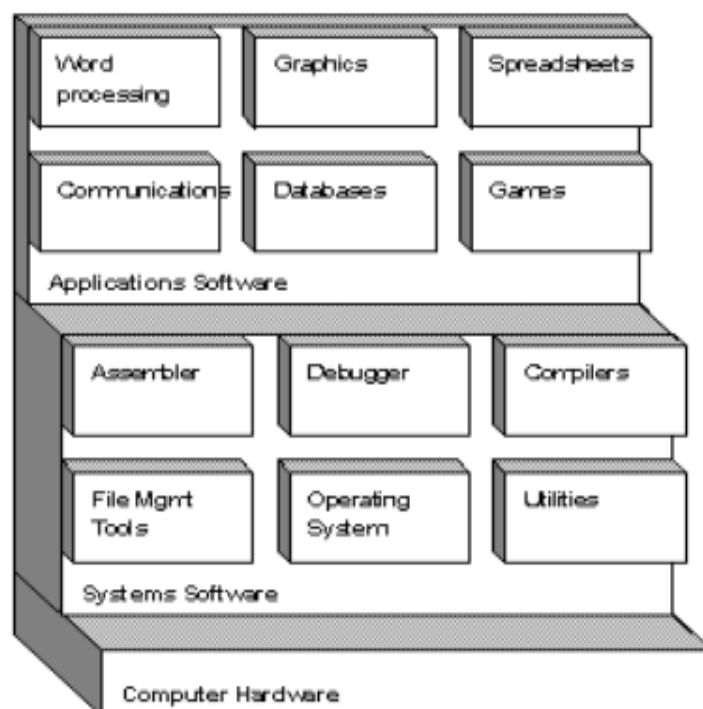 Word
processing
Graphics
Spreadsheets
Communications
Databases
Games
Applications Software
Assembler
Debugger
Compilers
File Mgmt
Tools
Operating
System
Utilities
Systems Software
Computer Hardware